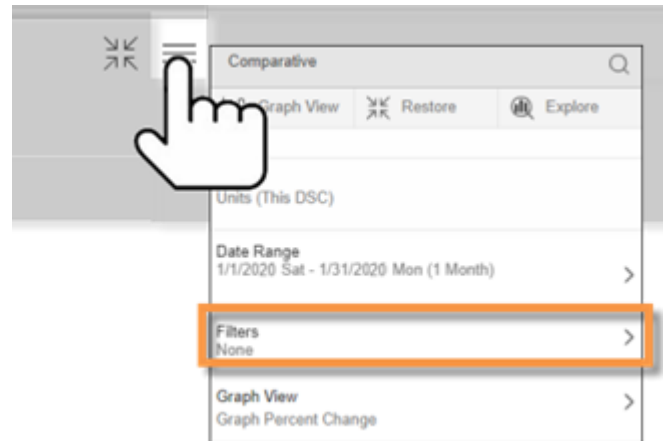 Comparative
Graph View Restore Explore
Units (This DSC)
Date Range
1/1/2020 Sat - 1/31/2020 Mon (1 Month)
Filters
None
Graph View
Graph Percent Change